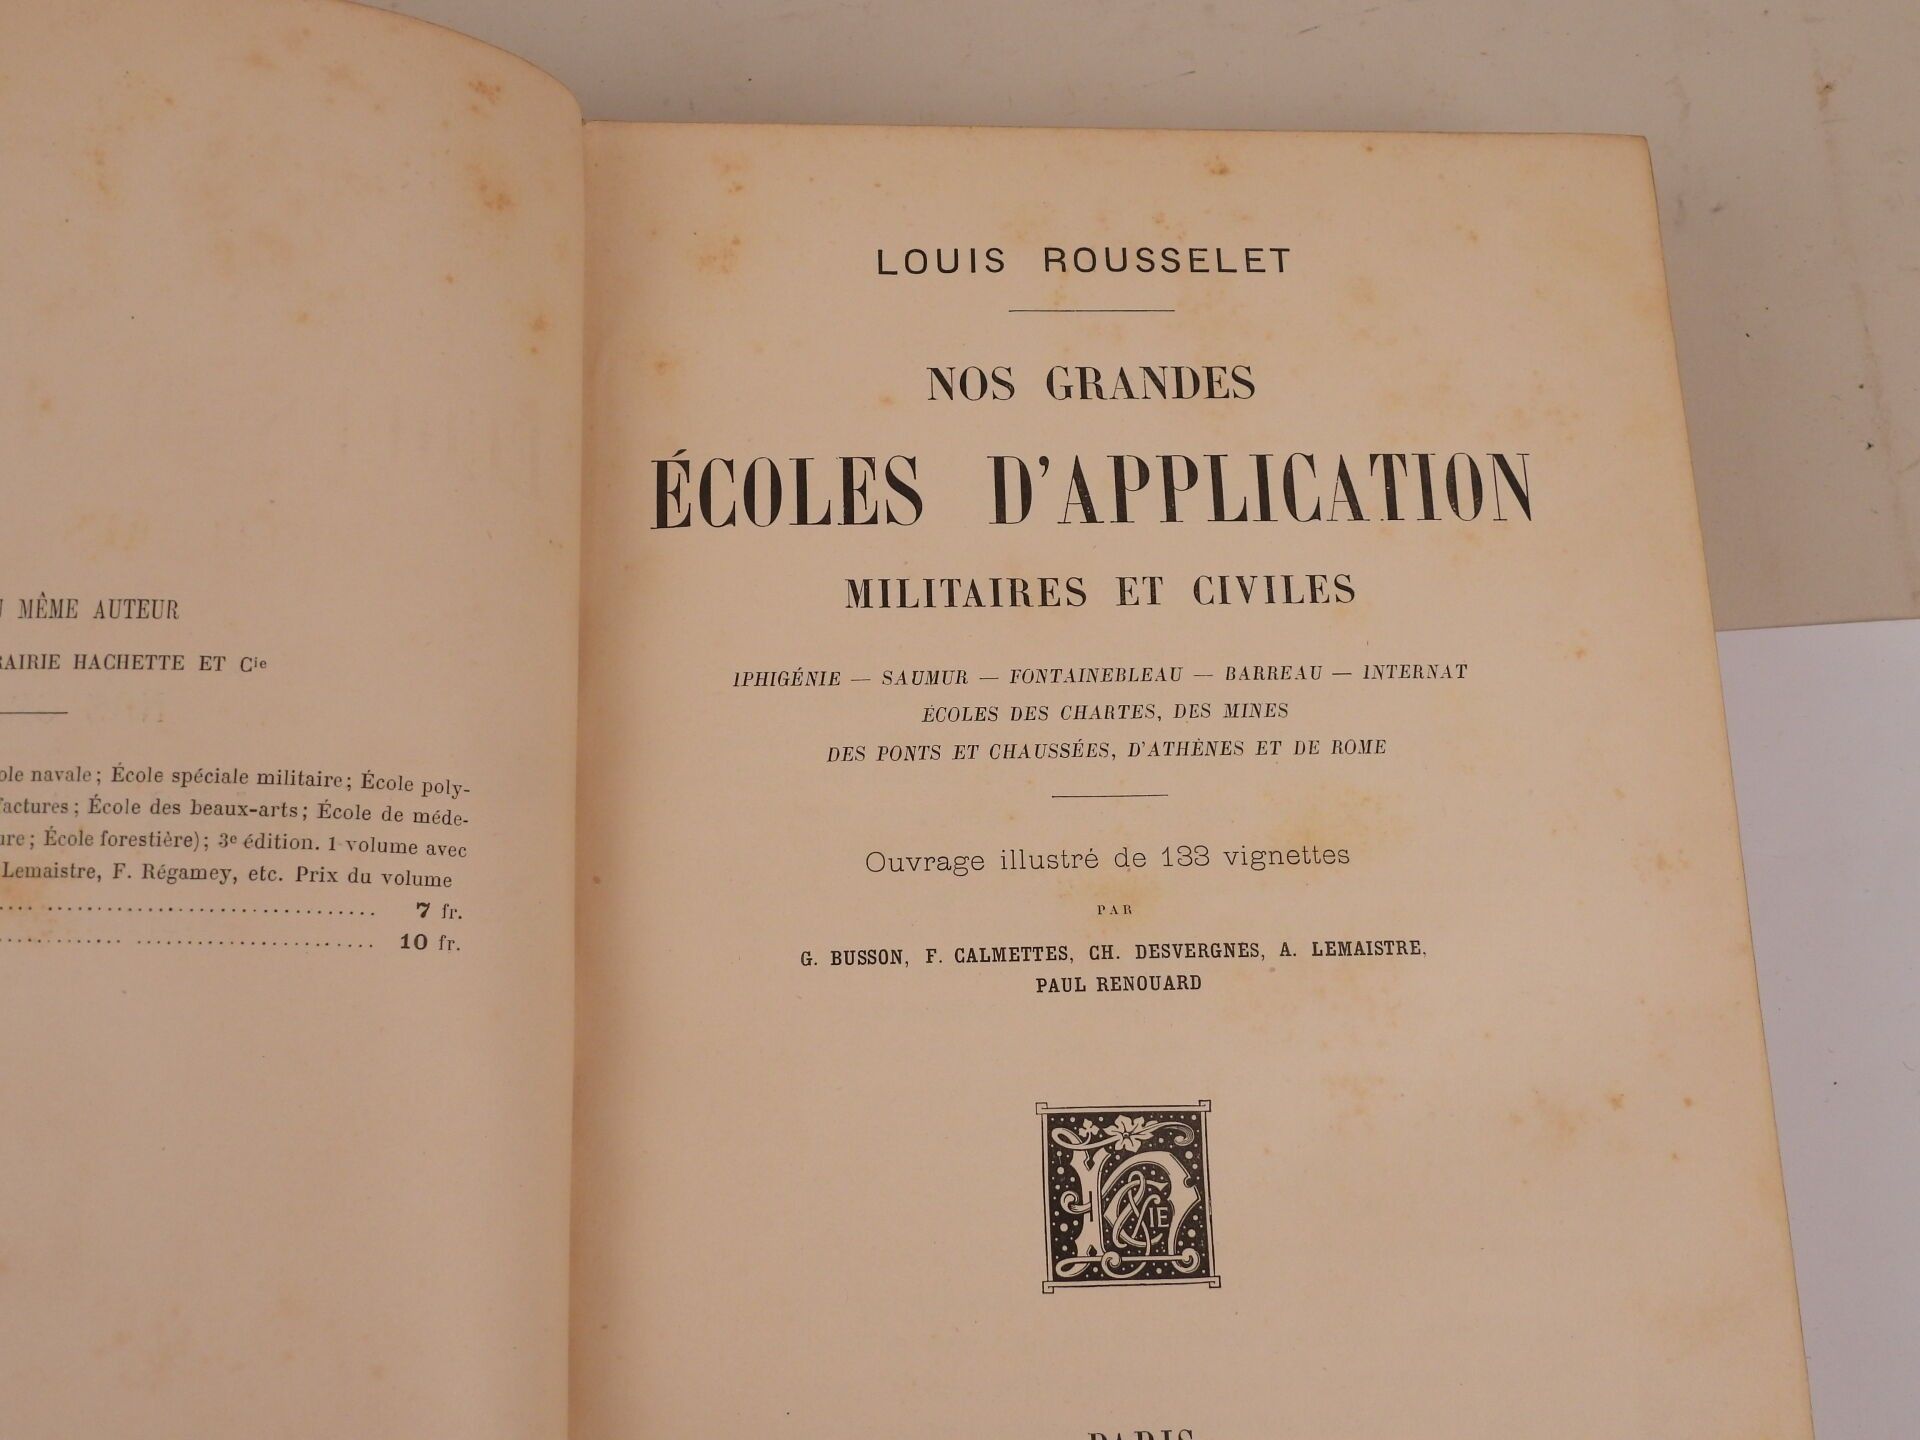 MÊME AUTEUR
HACHETTE ET Cie
navale; École spéciale militaire; École poly-
École des beaux-arts; École de méde-
École forestière); 3e édition. 1 volume avec
Lemaistre, F. Régamey, etc. Prix du volume
7 fr.
10 fr.
LOUIS ROUSSELET
NOS GRANDES
ÉCOLES D'APPLICATION
MILITAIRES ET CIVILES
IPHIGÉNIE — SAUMUR — FONTAINEBLEAU — BARREAU — INTERNAT
ÉCOLES DES CHARTES, DES MINES
DES PONTS ET CHAUSSÉES, D'ATHÈNES ET DE ROME
Ouvrage illustré de 133 vignettes
PAR
G. BUSSON, F. CALMETTES, CH. DESVERGNES, A. LEMAISTRE,
PAUL RENOUARD
H & CIE
PARIS